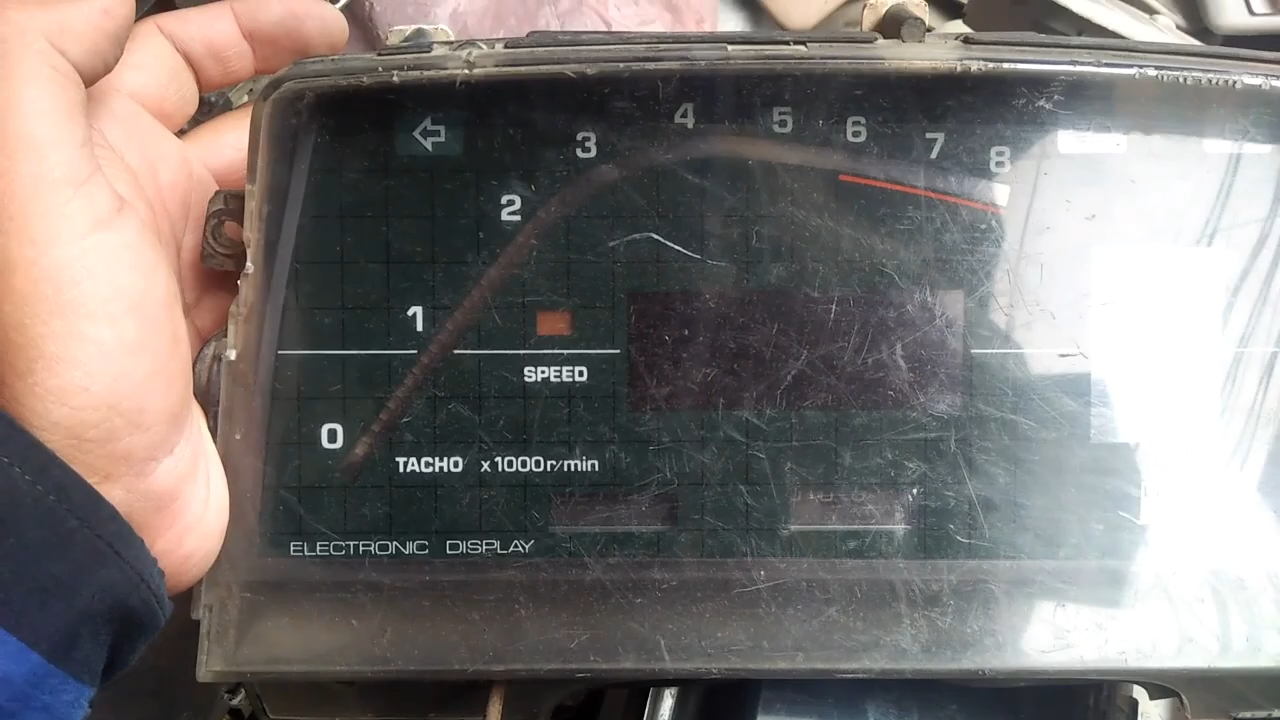 4 5
3 6 7 8
2
1
SPEED
0
TACHO x1000r/min
ELECTRONIC DISPLAY